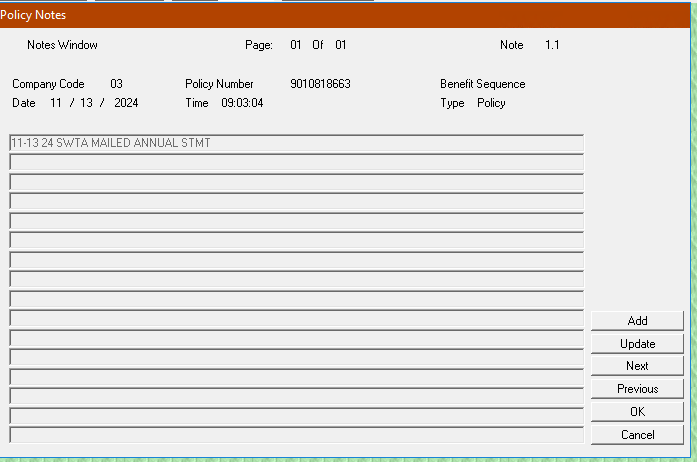 Policy Notes
Notes Window Page: 01 Of 01 Note 1.1
Company Code 03 Policy Number 9010818663 Benefit Sequence
Date 11 / 13 / 2024 Time 09:03:04 Type Policy
11-13 24 SWTA MAILED ANNUAL STMT
Add
Update
Next
Previous
OK
Cancel